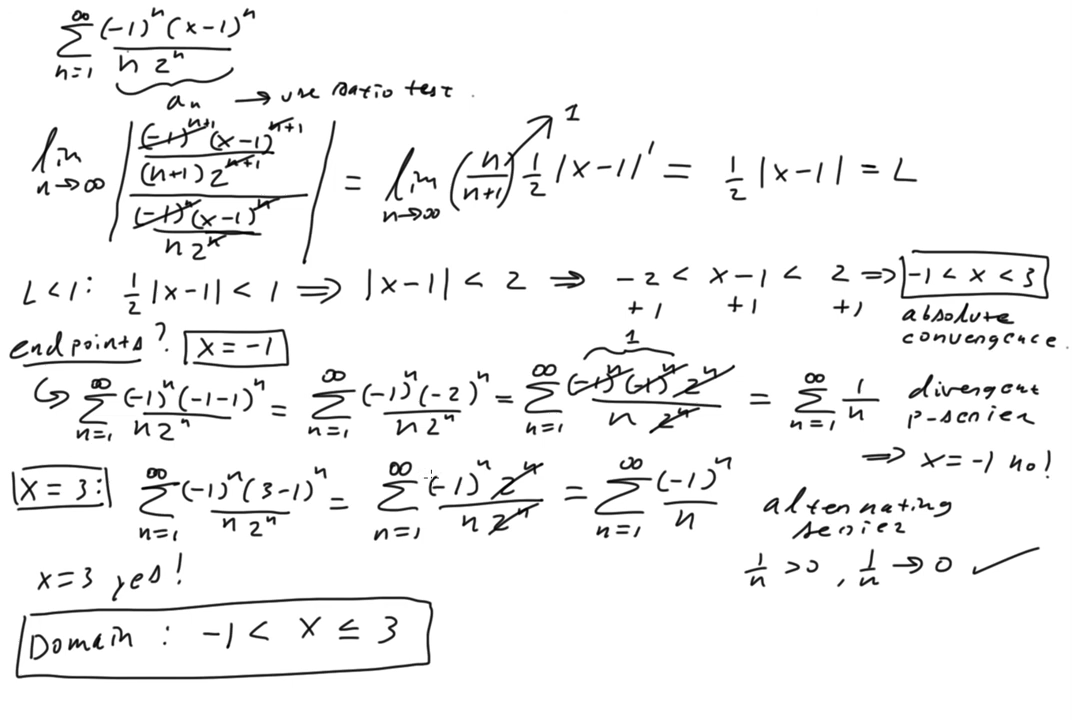 ∑_{n=1}^{∞} (-1)^n (x-1)^n / (n 2^n)
a_n → use ratio test.
lim_{n→∞} | ((-1)^{n+1} (x-1)^{n+1} / ((n+1) 2^{n+1})) / ((-1)^n (x-1)^n / (n 2^n)) | = lim_{n→∞} (n/(n+1)) 1/2 |x-1|' = 1/2 |x-1| = L
1
L<1: 1/2 |x-1| < 1 ⇒ |x-1| < 2 ⇒ -2 < x-1 < 2 ⇒ -1 < x < 3
+1 +1 +1
absolute
convergence.
endpoints? x = -1
1
↪ ∑_{n=1}^{∞} (-1)^n (-1-1)^n / (n 2^n) = ∑_{n=1}^{∞} (-1)^n (-2)^n / (n 2^n) = ∑_{n=1}^{∞} (-1)^n (-1)^n 2^n / (n 2^n) = ∑_{n=1}^{∞} 1/n divergent
p-series
⇒ x=-1 no!
x = 3: ∑_{n=1}^{∞} (-1)^n (3-1)^n / (n 2^n) = ∑_{n=1}^{∞} (-1)^n 2^n / (n 2^n) = ∑_{n=1}^{∞} (-1)^n / n alternating
series
1/n >0, 1/n → 0 ✓
x=3 yes!
Domain : -1 < x ≤ 3